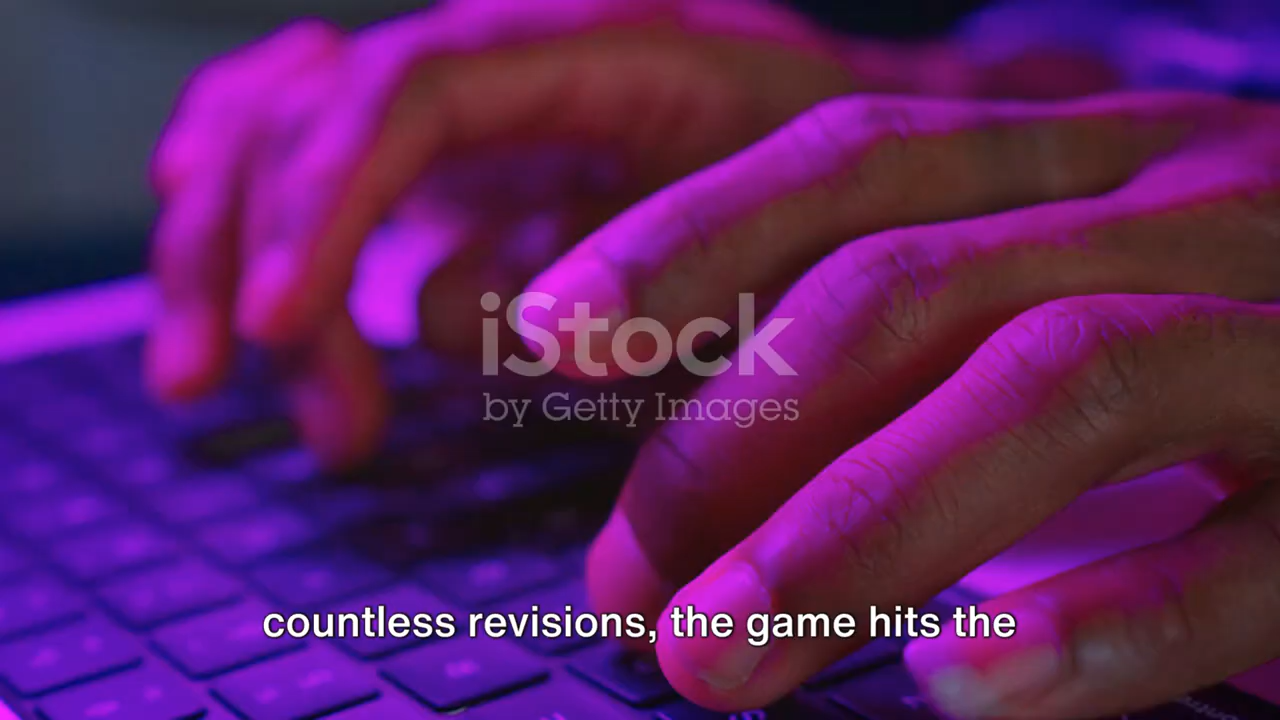 iStock
by Getty Images
countless revisions, the game hits the